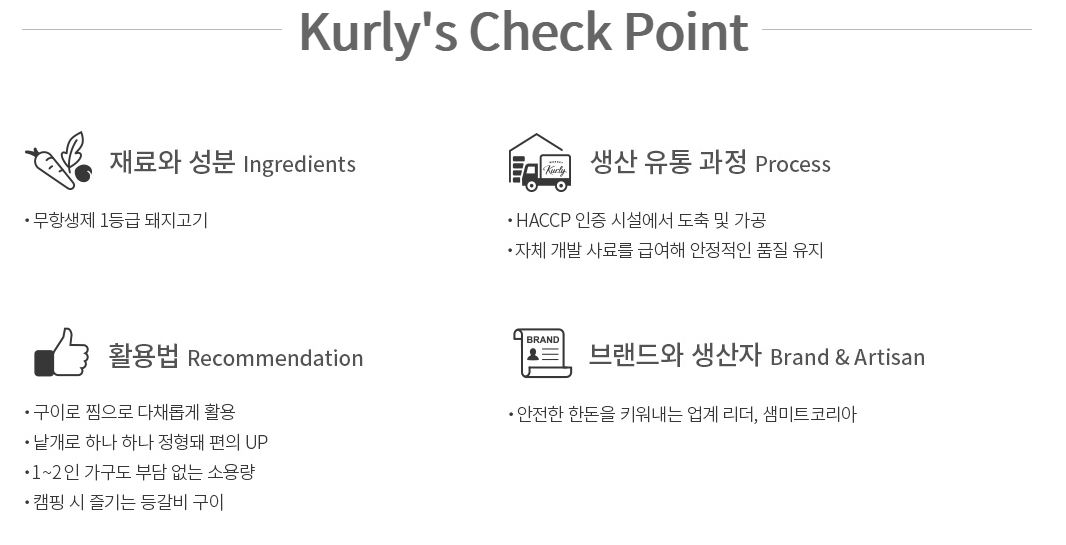 Kurly's Check Point
재료와 성분 Ingredients
• 무항생제 1등급 돼지고기
생산 유통 과정 Process
Kurly
• HACCP 인증 시설에서 도축 및 가공
• 자체 개발 사료를 급여해 안정적인 품질 유지
활용법 Recommendation
• 구이로 찜으로 다채롭게 활용
• 낱개로 하나 하나 정형돼 편의 UP
• 1~2인 가구도 부담 없는 소용량
• 캠핑 시 즐기는 등갈비 구이
BRAND
브랜드와 생산자 Brand & Artisan
• 안전한 한돈을 키워내는 업계 리더, 샘미트코리아